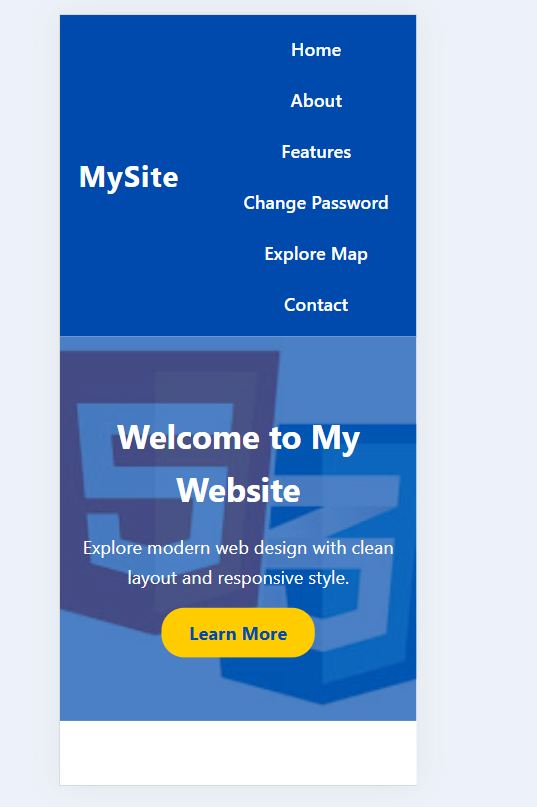 MySite
Home
About
Features
Change Password
Explore Map
Contact
Welcome to My
Website
Explore modern web design with clean
layout and responsive style.
Learn More